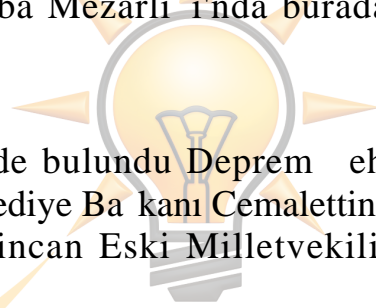 ba Mezarlı ı'nda burada
de bulundu Deprem eh
ediye Ba kanı Cemalettin
incan Eski Milletvekili